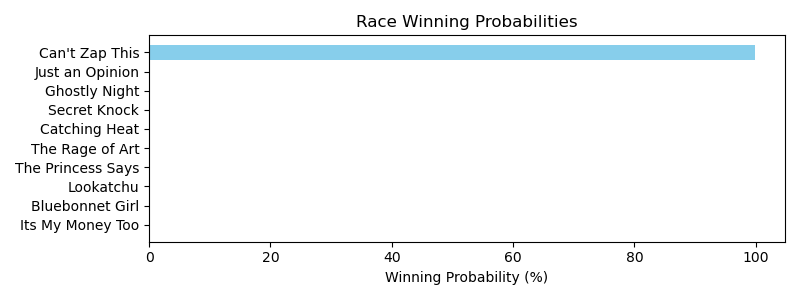 Race Winning Probabilities
Can't Zap This
Just an Opinion
Ghostly Night
Secret Knock
Catching Heat
The Rage of Art
The Princess Says
Lookatchu
Bluebonnet Girl
Its My Money Too
0 20 40 60 80 100
Winning Probability (%)